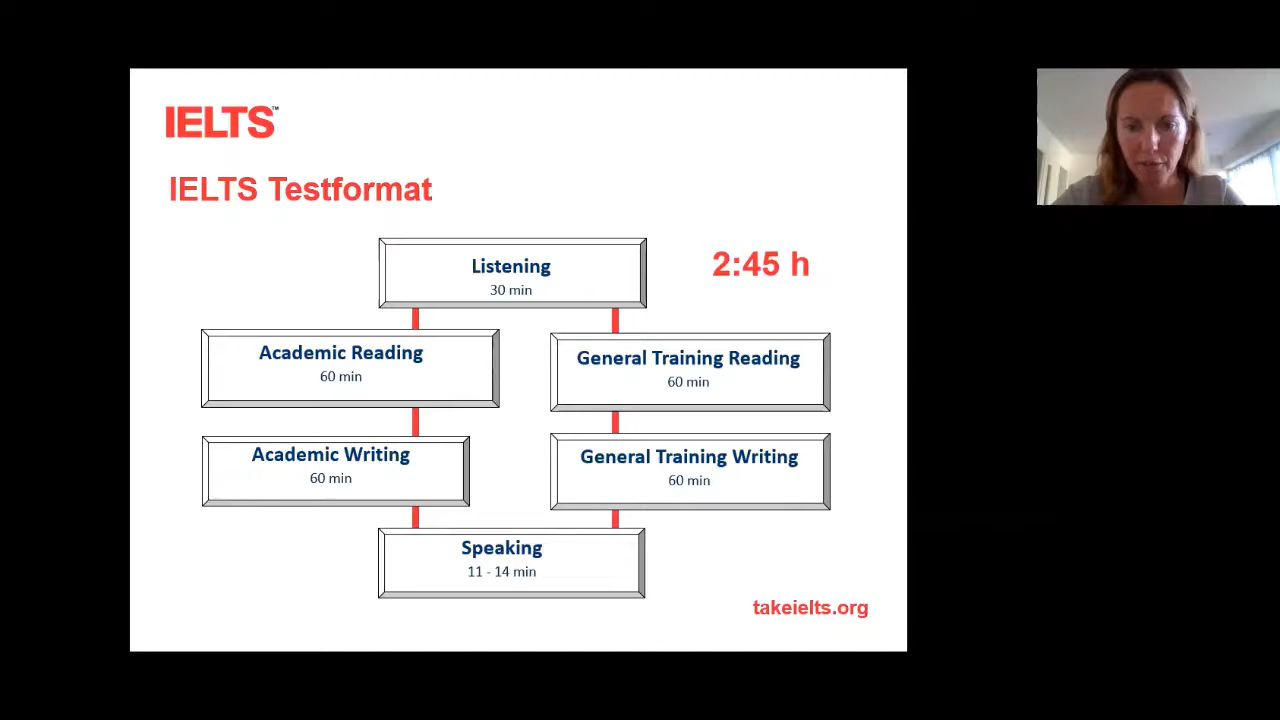 IELTS™
IELTS Testformat
Listening
30 min
2:45 h
Academic Reading
60 min
General Training Reading
60 min
Academic Writing
60 min
General Training Writing
60 min
Speaking
11 - 14 min
takeielts.org